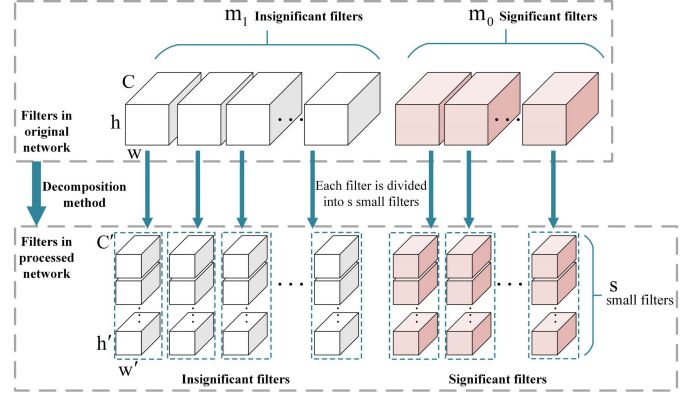 m₁ Insignificant filters
m₀ Significant filters
C
h
w
Filters in
original
network
...
...
Decomposition
method
Each filter is divided
into s small filters
Filters in
processed
network
C′
...
...
s
small filters
h′
w′
Insignificant filters
Significant filters